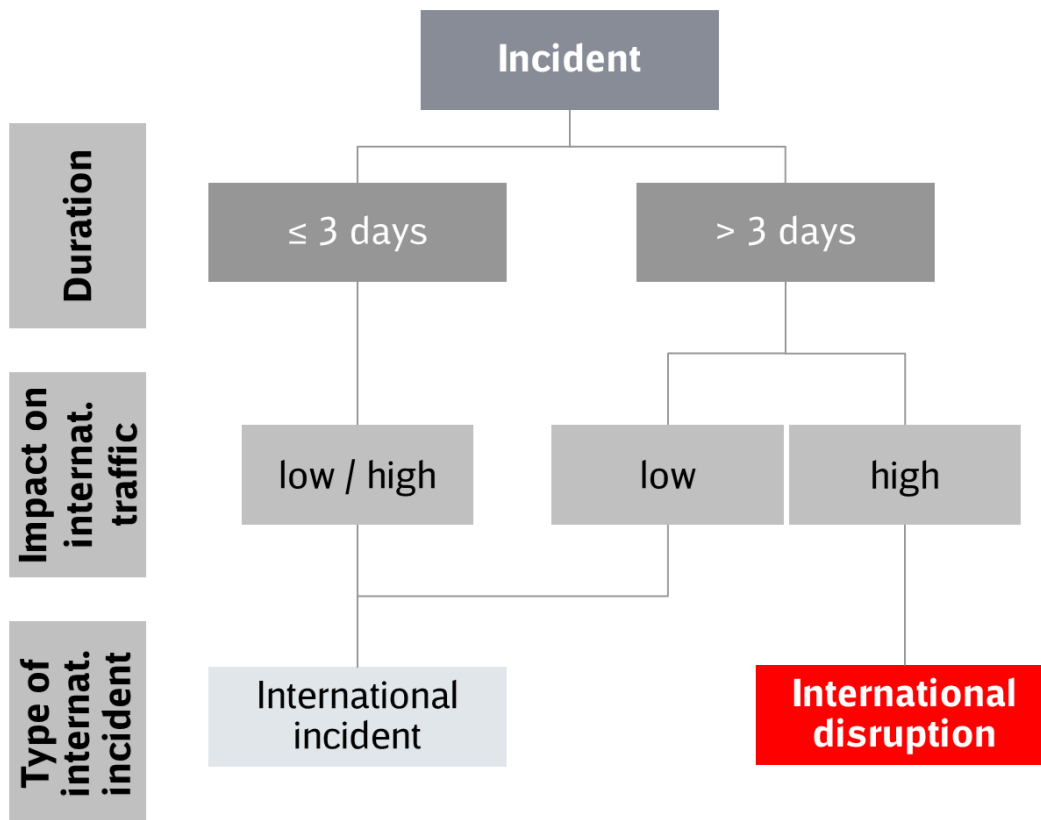 Incident
Duration
≤ 3 days
> 3 days
Impact on
internat.
traffic
low / high
low
high
Type of
internat.
incident
International
incident
International
disruption